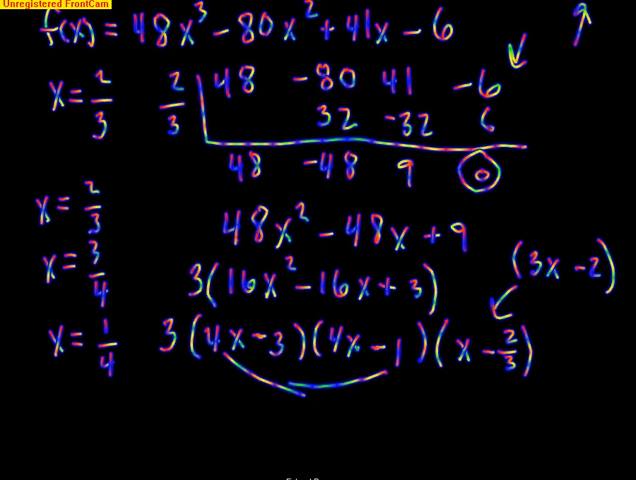 Unregistered FrontCam
f(x) = 48x³ - 80x² + 41x - 6
x = 2/3 2/3 | 48 -80 41 -6
32 -32 6
48 -48 9 0
x = 2/3 48x² - 48x + 9
x = 3/4 3(16x² - 16x + 3) (3x - 2)
x = 1/4 3(4x - 3)(4x - 1)(x - 2/3)